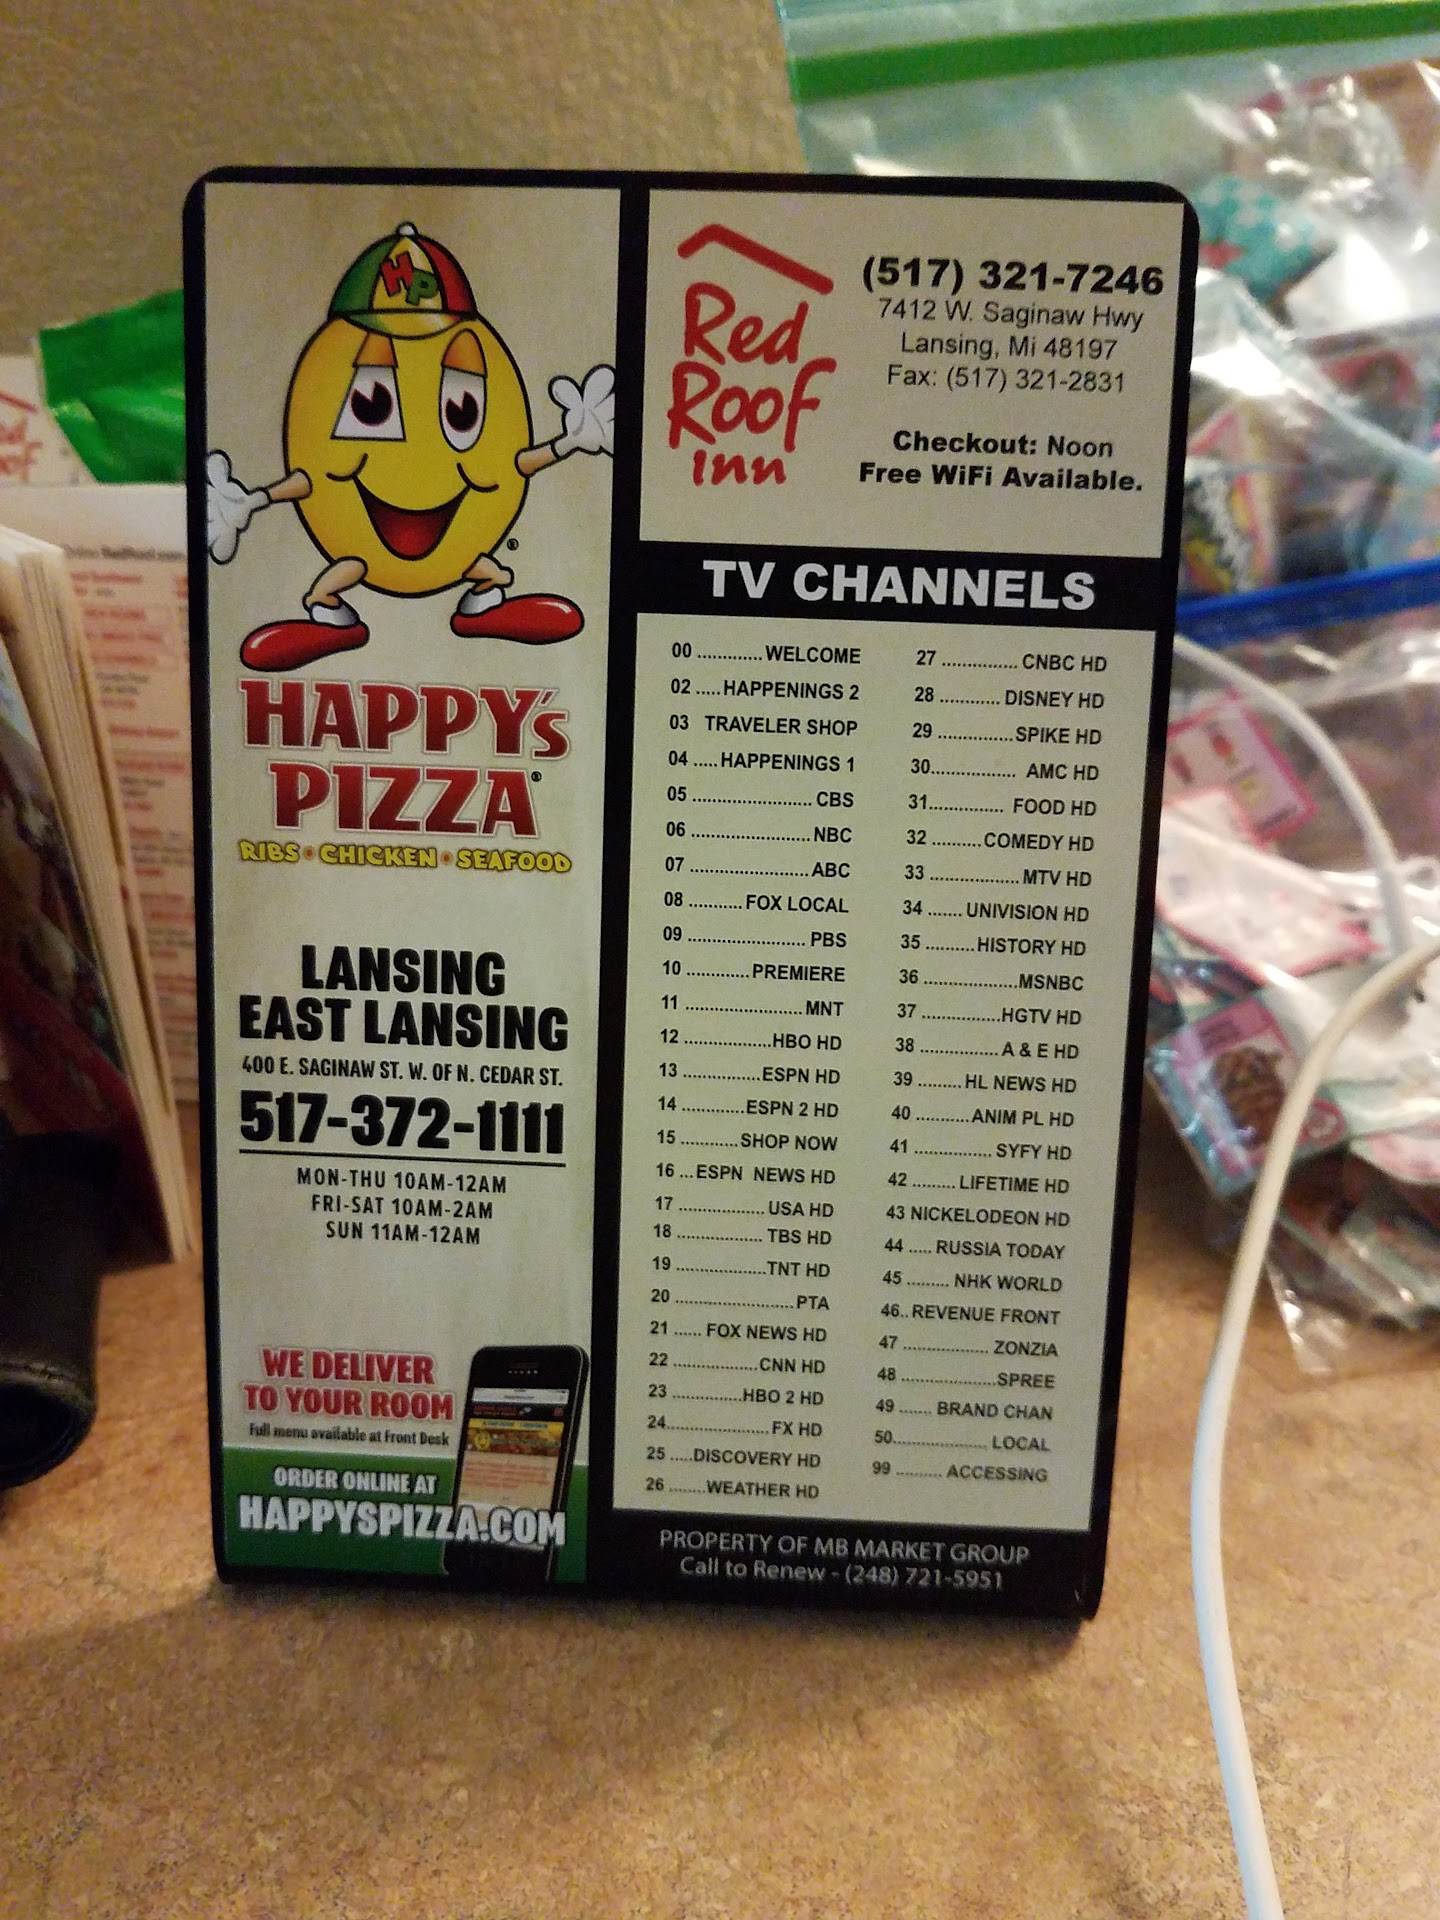 HP
HAPPY's
PIZZA®
RIBS • CHICKEN • SEAFOOD
LANSING
EAST LANSING
400 E. SAGINAW ST. W. OF N. CEDAR ST.
517-372-1111
MON-THU 10AM-12AM
FRI-SAT 10AM-2AM
SUN 11AM-12AM
WE DELIVER
TO YOUR ROOM
Full menu available at Front Desk
ORDER ONLINE AT
HAPPYSPIZZA.COM
Red
Roof
Inn
(517) 321-7246
7412 W. Saginaw Hwy
Lansing, Mi 48197
Fax: (517) 321-2831
Checkout: Noon
Free WiFi Available.
TV CHANNELS
00 .............WELCOME
02 .....HAPPENINGS 2
03 TRAVELER SHOP
04 .....HAPPENINGS 1
05 ........................CBS
06 ........................NBC
07 ........................ABC
08 ...........FOX LOCAL
09 ........................PBS
10 .............PREMIERE
11 ........................MNT
12 ..................HBO HD
13 ................ESPN HD
14 .............ESPN 2 HD
15 ............SHOP NOW
16 ...ESPN NEWS HD
17 ..................USA HD
18 ..................TBS HD
19 ..................TNT HD
20 ........................PTA
21 ......FOX NEWS HD
22 ..................CNN HD
23 ..............HBO 2 HD
24......................FX HD
25 .....DISCOVERY HD
26 ........WEATHER HD
27 ...............CNBC HD
28 ............DISNEY HD
29 ...............SPIKE HD
30................. AMC HD
31............... FOOD HD
32 ..........COMEDY HD
33 ..................MTV HD
34 .......UNIVISION HD
35 ..........HISTORY HD
36 ...................MSNBC
37 ................HGTV HD
38 ................A & E HD
39 .........HL NEWS HD
40 ...........ANIM PL HD
41 ................SYFY HD
42 .........LIFETIME HD
43 NICKELODEON HD
44 .....RUSSIA TODAY
45 .........NHK WORLD
46..REVENUE FRONT
47 ..................ZONZIA
48 ...................SPREE
49 .......BRAND CHAN
50................... LOCAL
99 ..........ACCESSING
PROPERTY OF MB MARKET GROUP
Call to Renew - (248) 721-5951